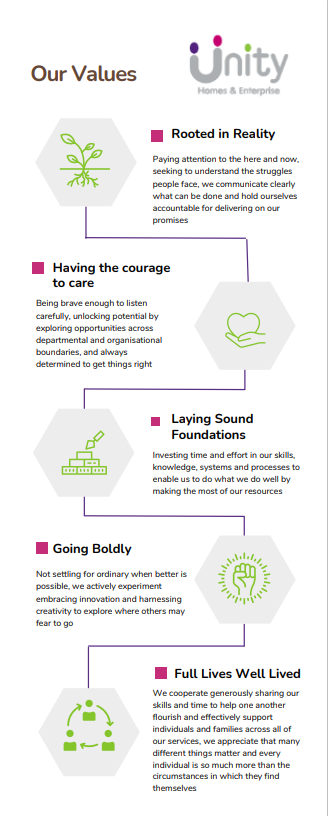 Our Values
Unity
Homes & Enterprise
Rooted in Reality
Paying attention to the here and now,
seeking to understand the struggles
people face, we communicate clearly
what can be done and hold ourselves
accountable for delivering on our
promises
Having the courage
to care
Being brave enough to listen
carefully, unlocking potential by
exploring opportunities across
departmental and organisational
boundaries, and always
determined to get things right
Laying Sound
Foundations
Investing time and effort in our skills,
knowledge, systems and processes to
enable us to do what we do well by
making the most of our resources
Going Boldly
Not settling for ordinary when better is
possible, we actively experiment
embracing innovation and harnessing
creativity to explore where others may
fear to go
Full Lives Well Lived
We cooperate generously sharing our
skills and time to help one another
flourish and effectively support
individuals and families across all of
our services, we appreciate that many
different things matter and every
individual is so much more than the
circumstances in which they find
themselves